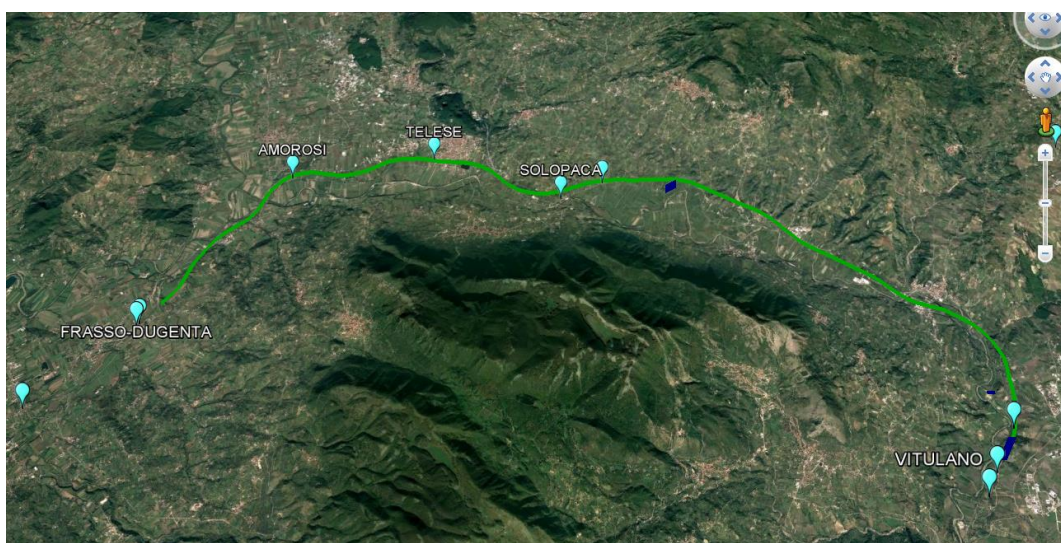 TELESE
AMOROSI
SOLOPACA
FRASSO-DUGENTA
VITULANO